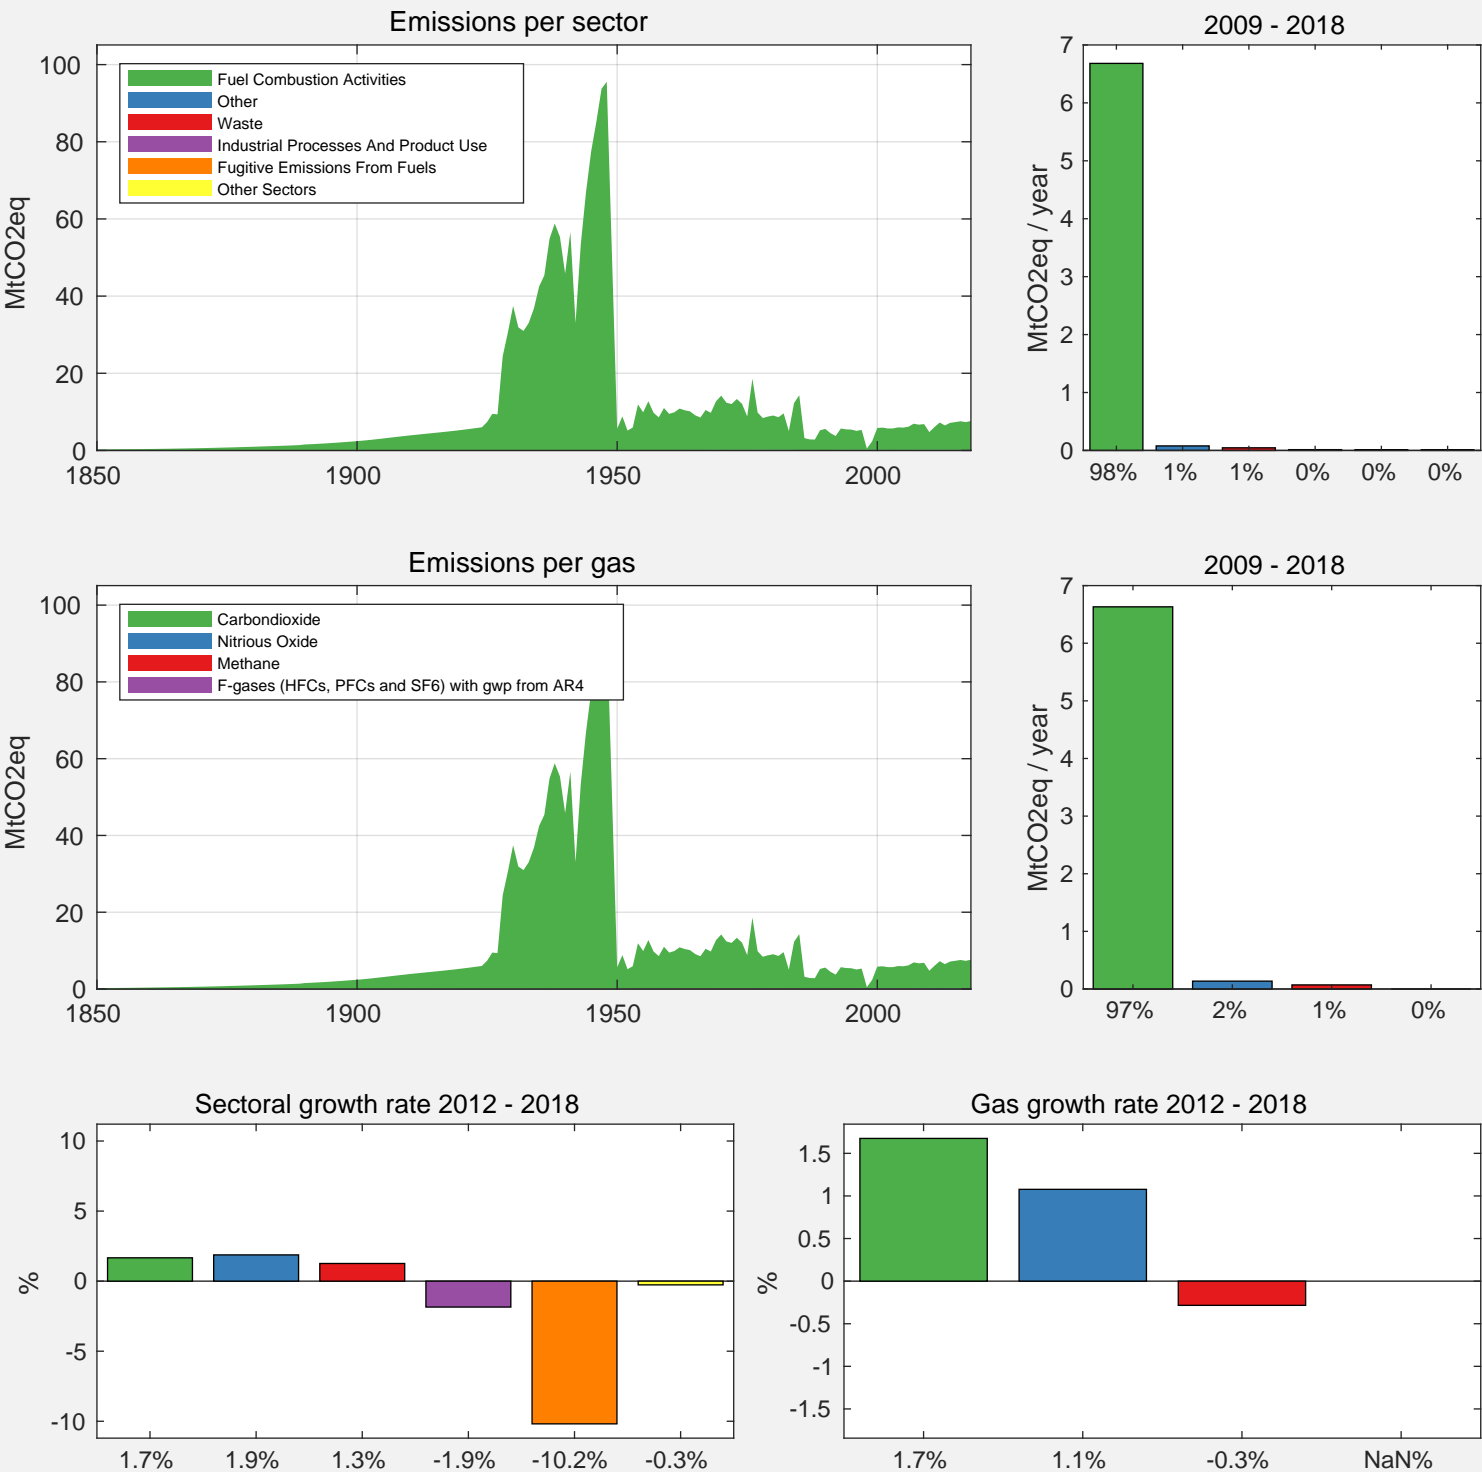 Emissions per sector
MtCO2eq
100
80
60
40
20
0
1850 1900 1950 2000
Fuel Combustion Activities
Other
Waste
Industrial Processes And Product Use
Fugitive Emissions From Fuels
Other Sectors
2009 - 2018
MtCO2eq / year
7
6
5
4
3
2
1
0
98% 1% 1% 0% 0% 0%
Emissions per gas
MtCO2eq
100
80
60
40
20
0
1850 1900 1950 2000
Carbondioxide
Nitrious Oxide
Methane
F-gases (HFCs, PFCs and SF6) with gwp from AR4
2009 - 2018
MtCO2eq / year
7
6
5
4
3
2
1
0
97% 2% 1% 0%
Sectoral growth rate 2012 - 2018
%
10
5
0
-5
-10
1.7% 1.9% 1.3% -1.9% -10.2% -0.3%
Gas growth rate 2012 - 2018
%
1.5
1
0.5
0
-0.5
-1
-1.5
1.7% 1.1% -0.3% NaN%